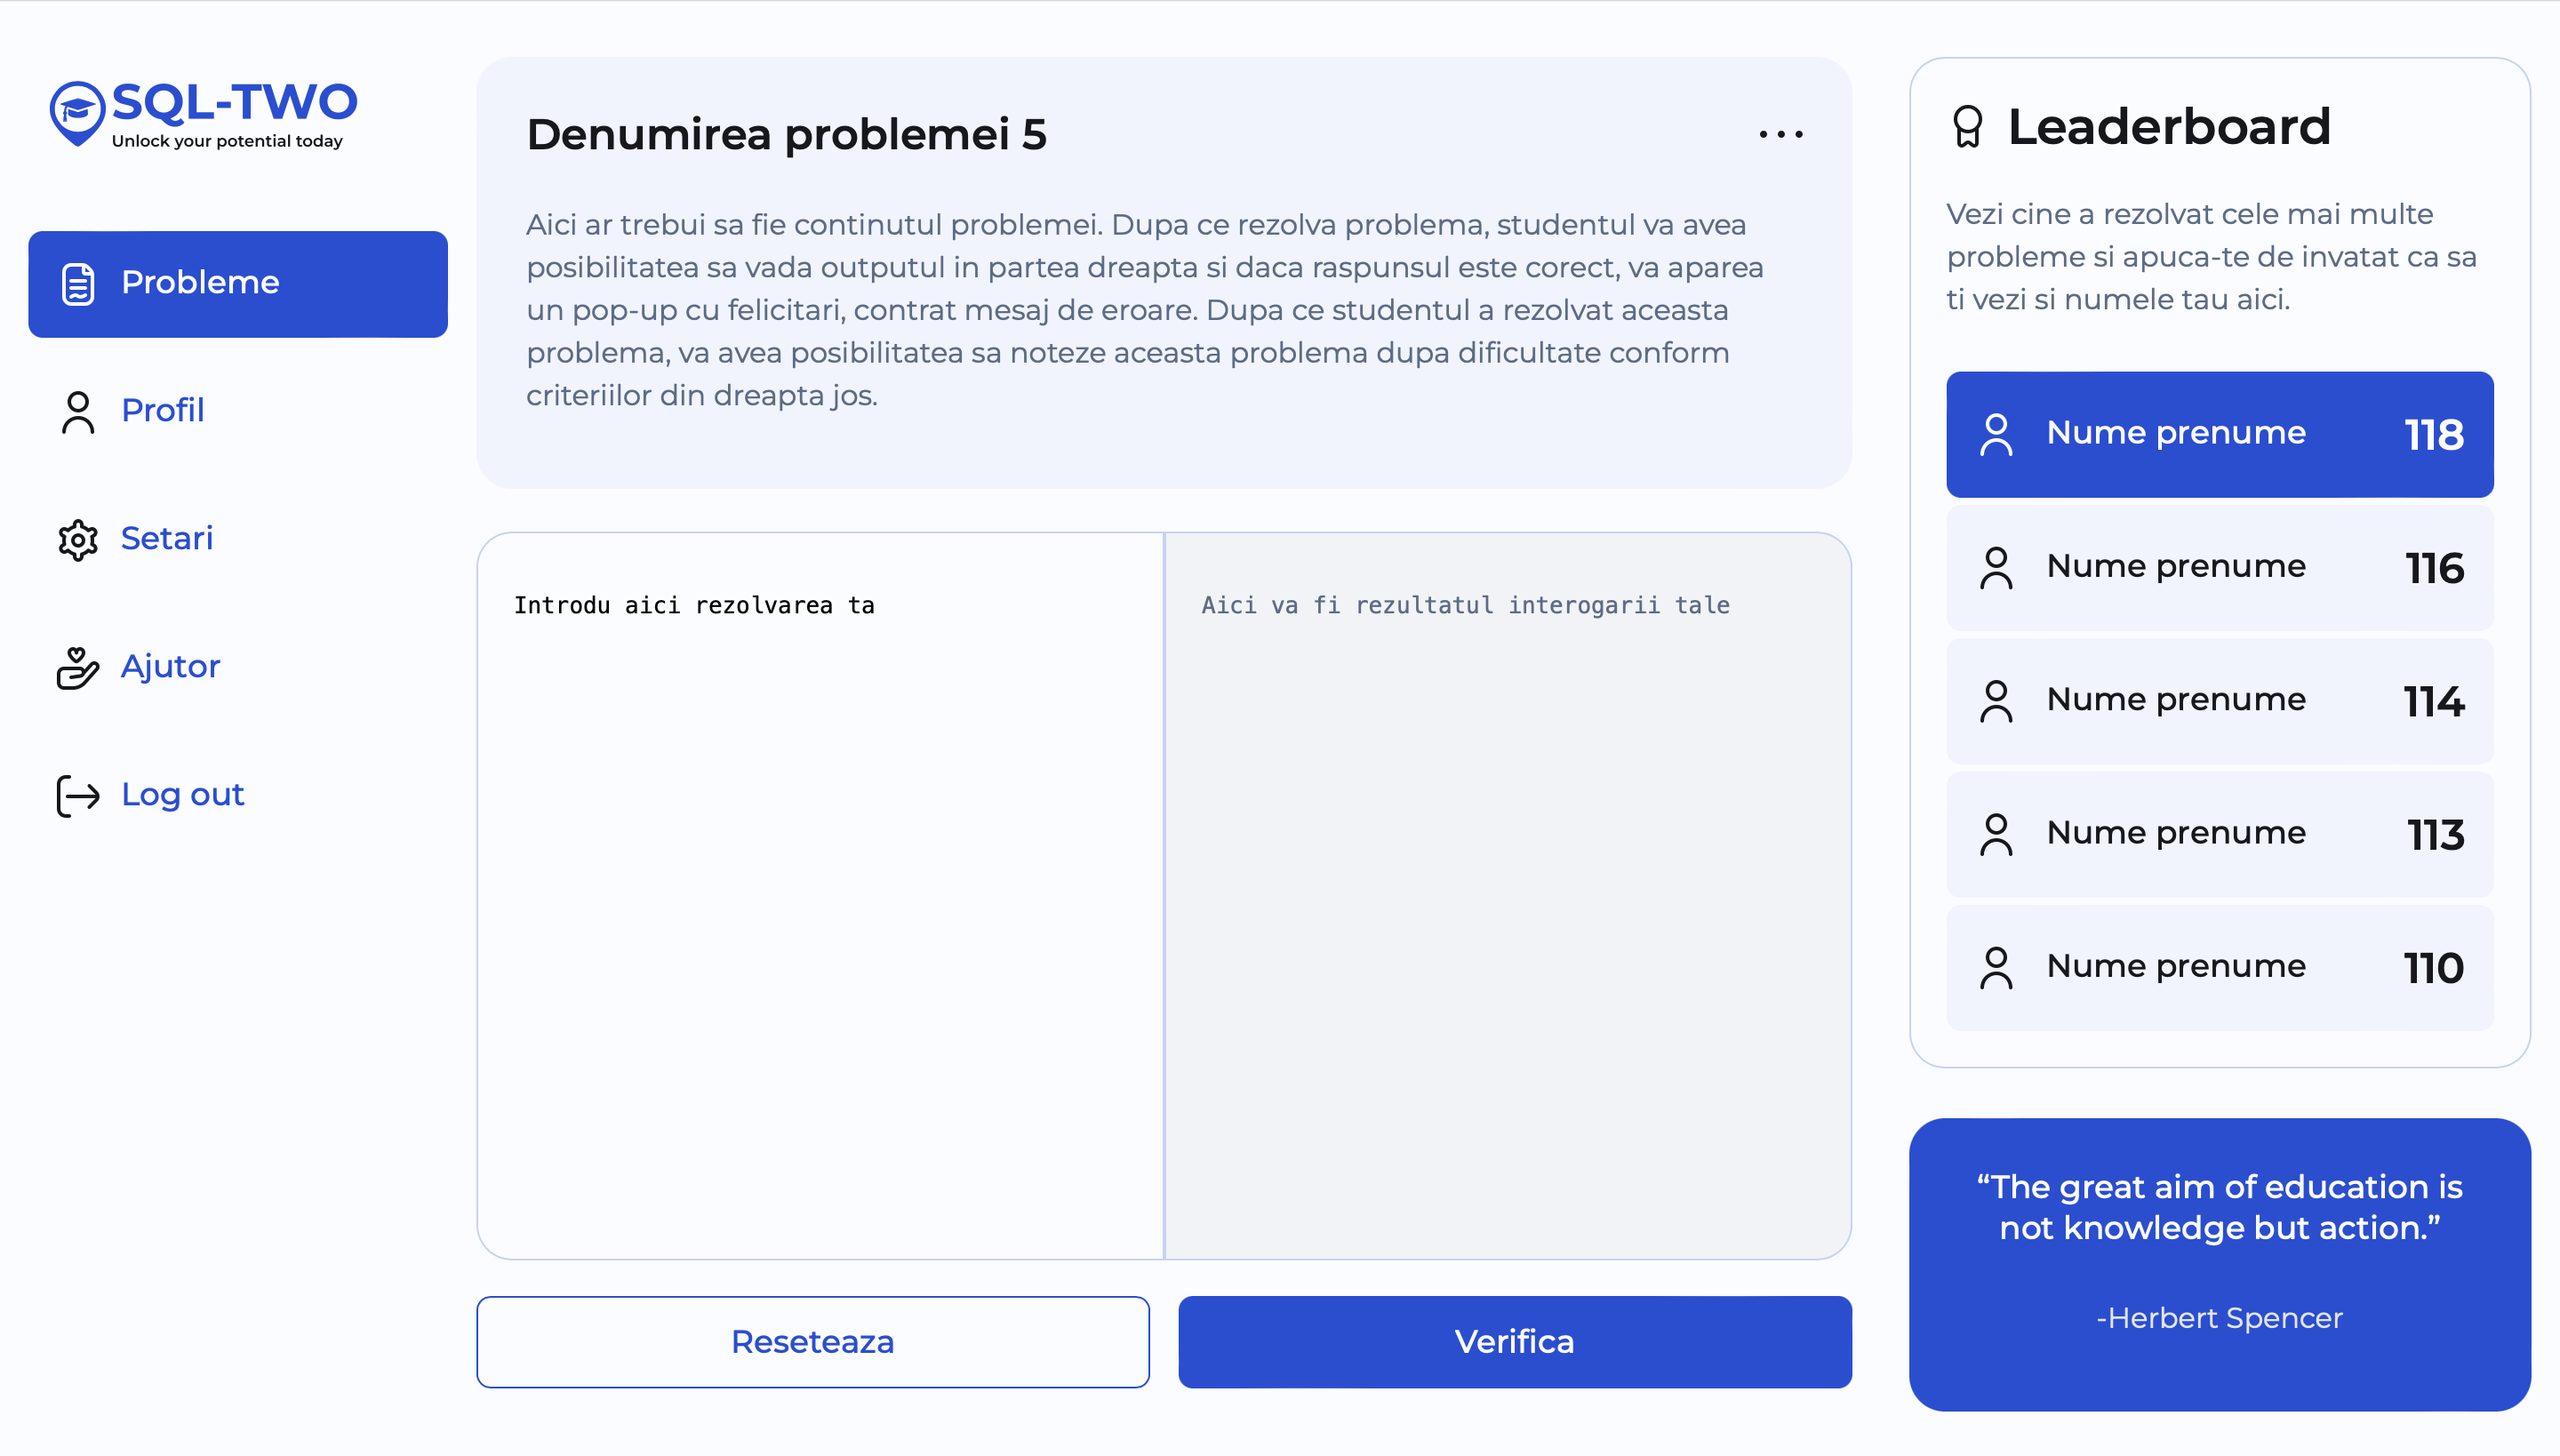 SQL-TWO
Unlock your potential today
Probleme
Profil
Setari
Ajutor
Log out
Denumirea problemei 5
Aici ar trebui sa fie continutul problemei. Dupa ce rezolva problema, studentul va avea
posibilitatea sa vada outputul in partea dreapta si daca raspunsul este corect, va aparea
un pop-up cu felicitari, contrat mesaj de eroare. Dupa ce studentul a rezolvat aceasta
problema, va avea posibilitatea sa noteze aceasta problema dupa dificultate conform
criteriilor din dreapta jos.
Introdu aici rezolvarea ta
Aici va fi rezultatul interogarii tale
Reseteaza
Verifica
Leaderboard
Vezi cine a rezolvat cele mai multe
probleme si apuca-te de invatat ca sa
ti vezi si numele tau aici.
Nume prenume 118
Nume prenume 116
Nume prenume 114
Nume prenume 113
Nume prenume 110
“The great aim of education is
not knowledge but action.”
-Herbert Spencer